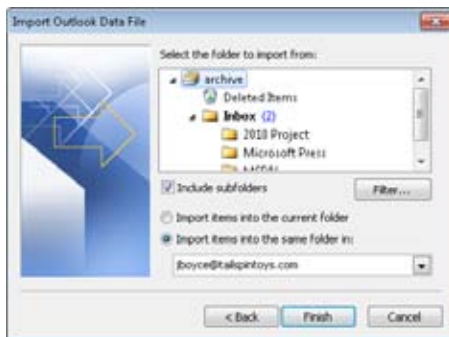 Import Outlook Data File
Select the folder to import from:
archive
Deleted Items
Inbox (2)
2010 Project
Microsoft Press
Include subfolders
Filter...
Import items into the current folder
Import items into the same folder in:
jboyce@tailspintoys.com
< Back
Finish
Cancel